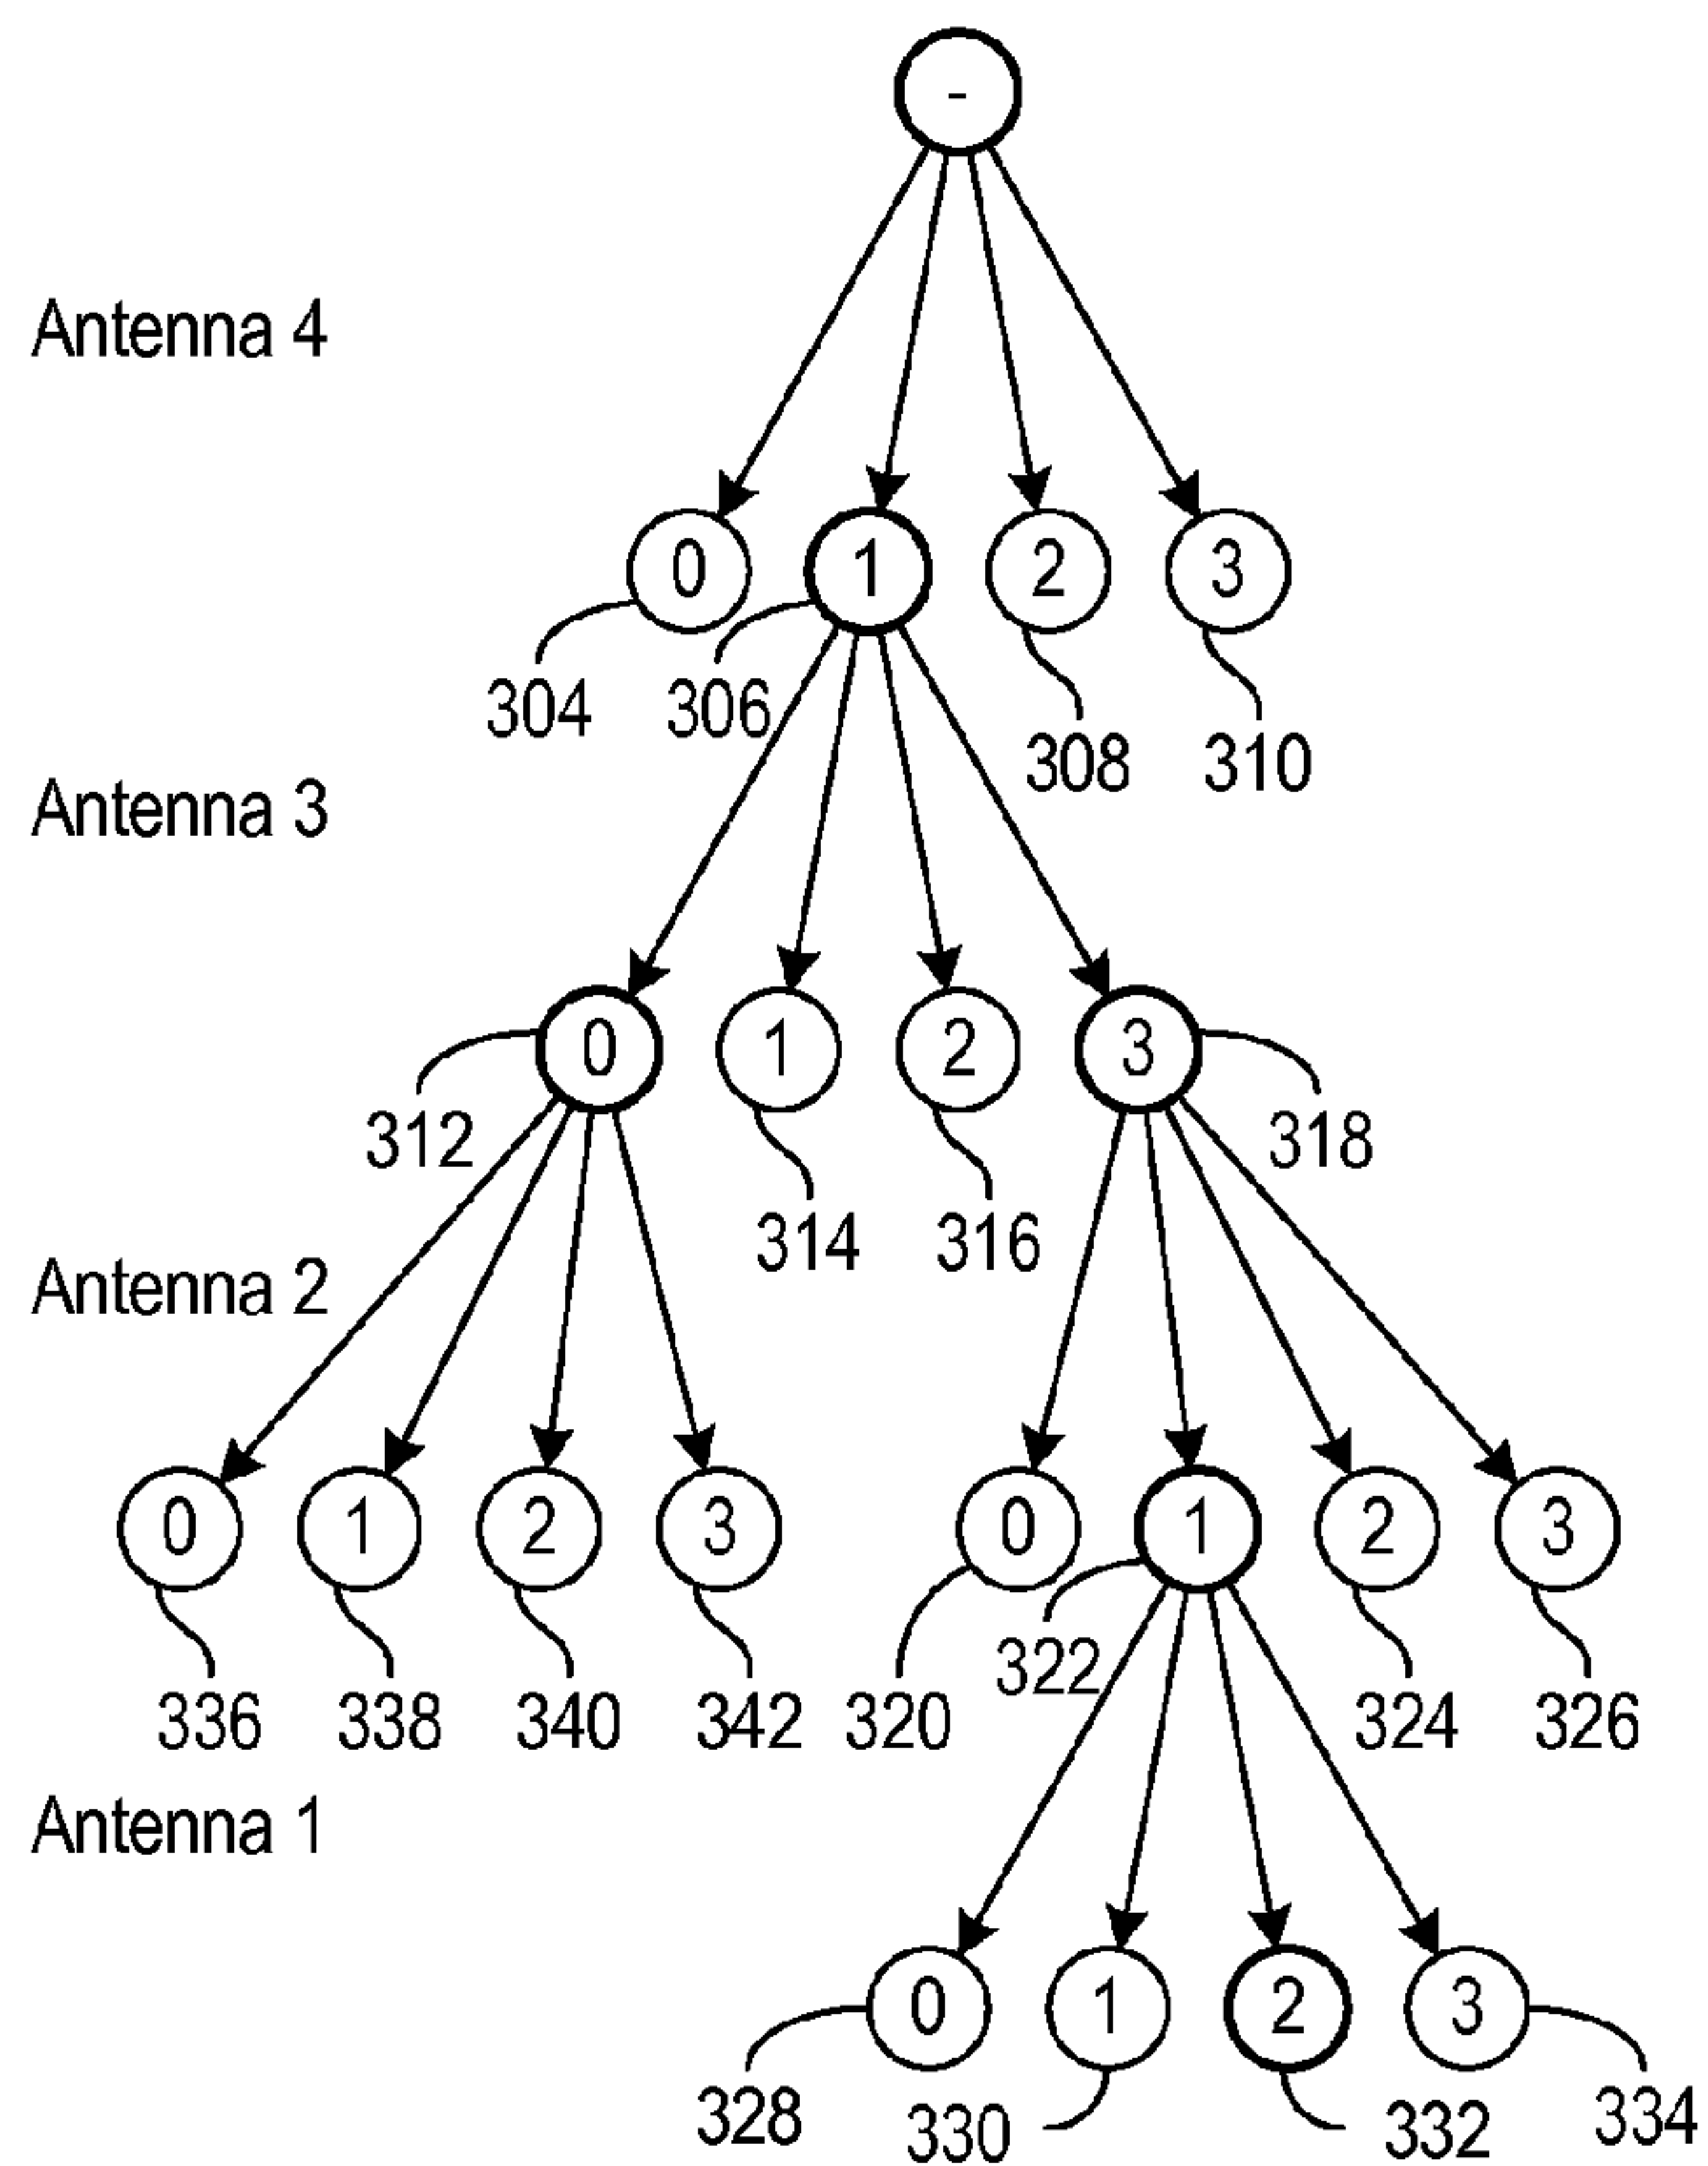 -
Antenna 4
0 1 2 3
304 306 308 310
Antenna 3
0 1 2 3
312 318
314 316
Antenna 2
0 1 2 3 0 1 2 3
322
336 338 340 342 320 324 326
Antenna 1
0 1 2 3
328 330 332 334